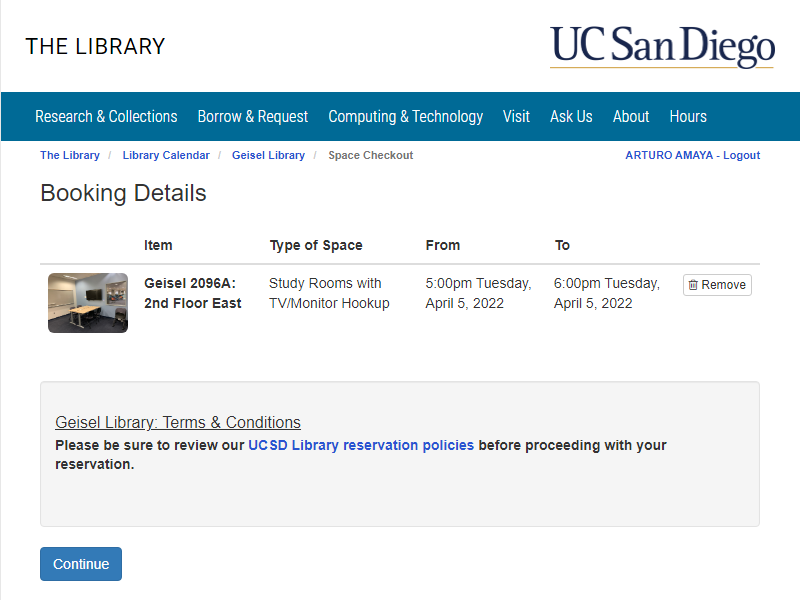 THE LIBRARY
UC San Diego
Research & Collections Borrow & Request Computing & Technology Visit Ask Us About Hours
The Library / Library Calendar / Geisel Library / Space Checkout
ARTURO AMAYA - Logout
Booking Details
Item Type of Space From To
Geisel 2096A: Study Rooms with 5:00pm Tuesday, 6:00pm Tuesday, Remove
2nd Floor East TV/Monitor Hookup April 5, 2022 April 5, 2022
Geisel Library: Terms & Conditions
Please be sure to review our UCSD Library reservation policies before proceeding with your
reservation.
Continue